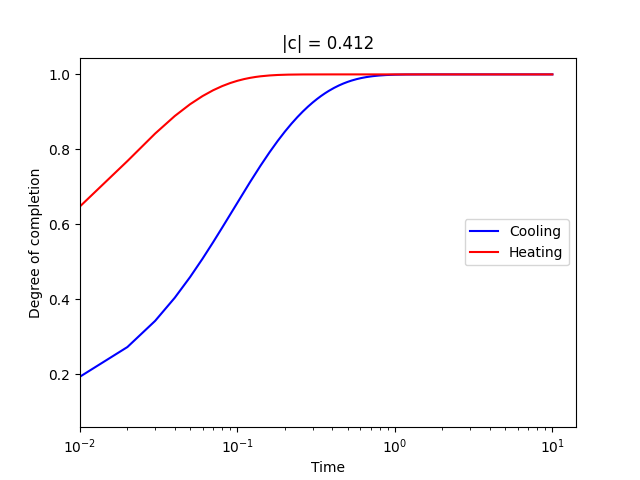 |c| = 0.412
Degree of completion
1.0
0.8
0.6
0.4
0.2
Cooling
Heating
10⁻²
10⁻¹
10⁰
10¹
Time